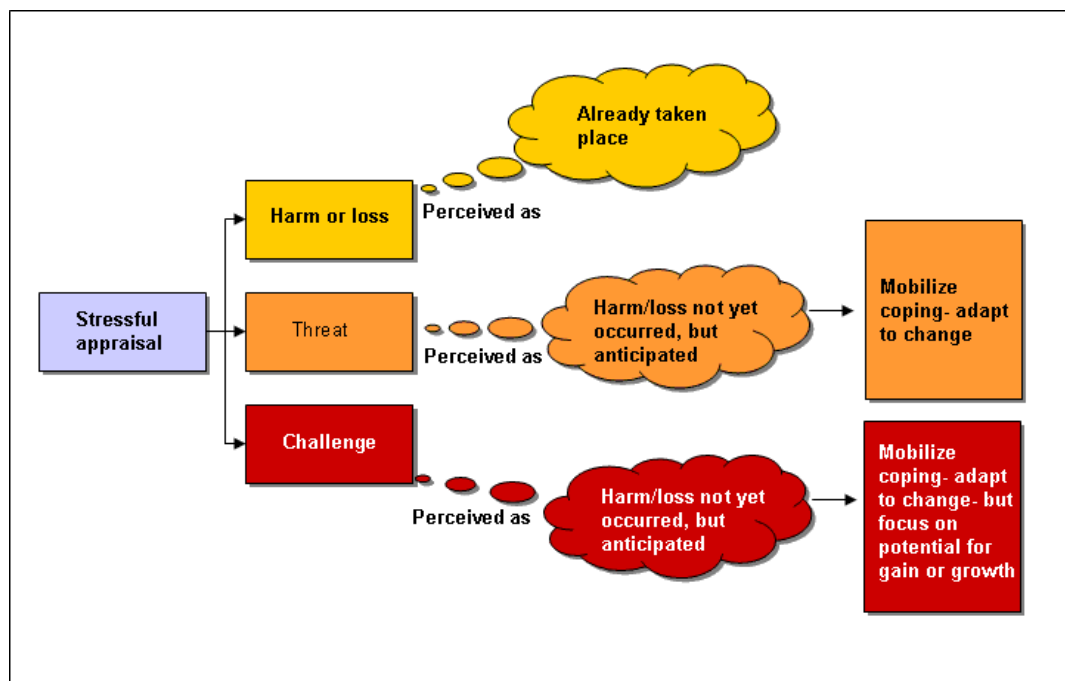 Already taken
place
Harm or loss
Perceived as
Stressful
appraisal
Threat
Perceived as
Harm/loss not yet
occurred, but
anticipated
Mobilize
coping- adapt
to change
Challenge
Perceived as
Harm/loss not yet
occurred, but
anticipated
Mobilize
coping- adapt
to change- but
focus on
potential for
gain or growth